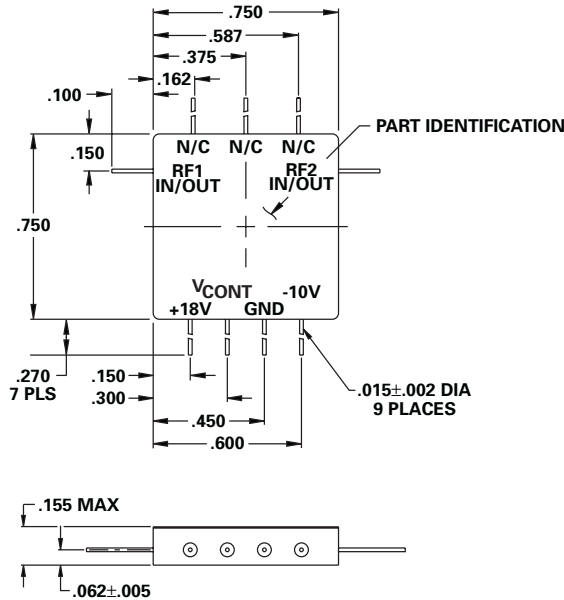 .750
.587
.375
.162
.100
PART IDENTIFICATION
N/C N/C N/C
.150
RF1 IN/OUT
RF2 IN/OUT
.750
VCONT
-10V
+18V
GND
.270
7 PLS
.150
.300
.015±.002 DIA
9 PLACES
.450
.600
.155 MAX
.062±.005